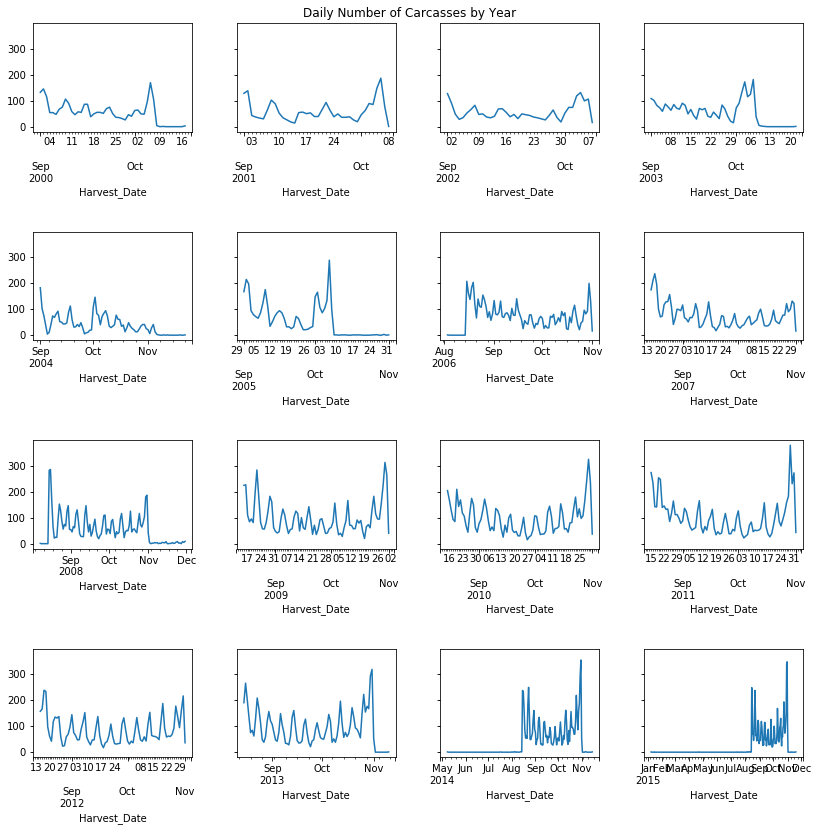 Daily Number of Carcasses by Year
300
200
100
0
04 11 18 25 02 09 16
Sep Oct
2000
Harvest_Date
03 10 17 24 08
Sep Oct
2001
Harvest_Date
02 09 16 23 30 07
Sep Oct
2002
Harvest_Date
08 15 22 29 06 13 20
Sep Oct
2003
Harvest_Date
300
200
100
0
Sep Oct Nov
2004
Harvest_Date
29 05 12 19 26 03 10 17 24 31
Sep Oct Nov
2005
Harvest_Date
Aug Sep Oct Nov
2006
Harvest_Date
13 20 27 03 10 17 24 08 15 22 29
Sep Oct Nov
2007
Harvest_Date
300
200
100
0
Sep Oct Nov Dec
2008
Harvest_Date
17 24 31 07 14 21 28 05 12 19 26 02
Sep Oct Nov
2009
Harvest_Date
16 23 30 06 13 20 27 04 11 18 25
Sep Oct Nov
2010
Harvest_Date
15 22 29 05 12 19 26 03 10 17 24 31
Sep Oct Nov
2011
Harvest_Date
300
200
100
0
13 20 27 03 10 17 24 08 15 22 29
Sep Oct Nov
2012
Harvest_Date
Sep Oct Nov
2013
Harvest_Date
May Jun Jul Aug Sep Oct Nov
2014
Harvest_Date
Jan Feb Mar Apr May Jun Jul Aug Sep Oct Nov Dec
2015
Harvest_Date